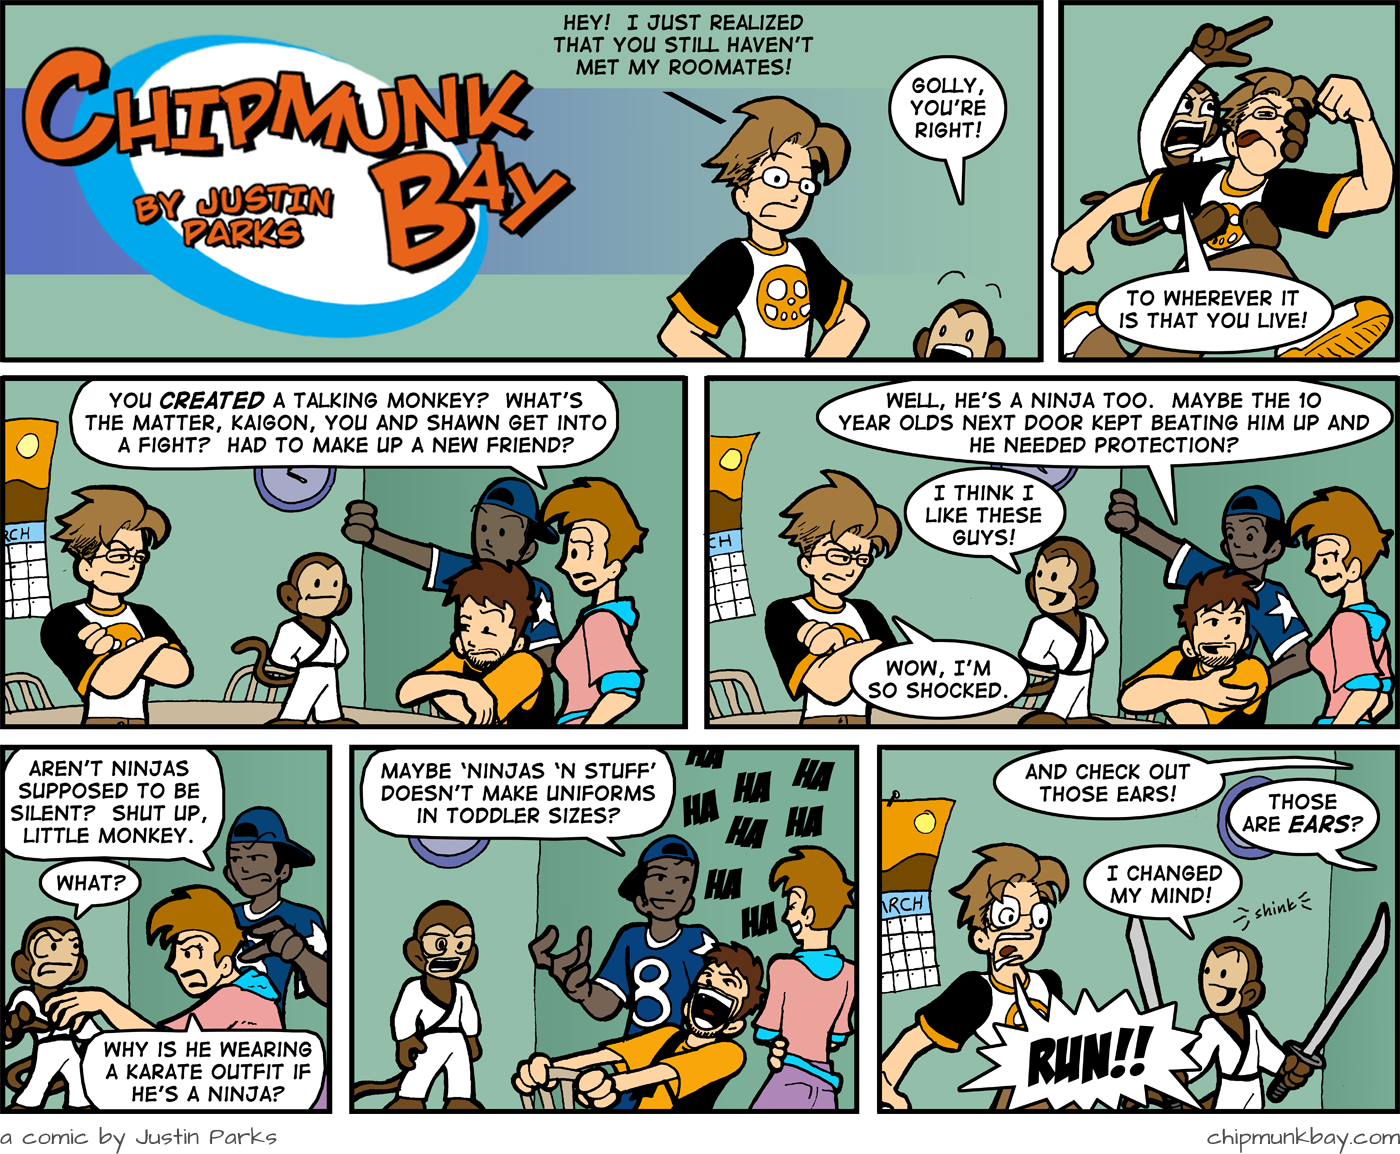 CHIPMUNK
BAY
BY JUSTIN
PARKS
HEY! I JUST REALIZED
THAT YOU STILL HAVEN'T
MET MY ROOMATES!
GOLLY,
YOU'RE
RIGHT!
TO WHEREVER IT
IS THAT YOU LIVE!
YOU CREATED A TALKING MONKEY? WHAT'S
THE MATTER, KAIGON, YOU AND SHAWN GET INTO
A FIGHT? HAD TO MAKE UP A NEW FRIEND?
RCH
WELL, HE'S A NINJA TOO. MAYBE THE 10
YEAR OLDS NEXT DOOR KEPT BEATING HIM UP AND
HE NEEDED PROTECTION?
I THINK I
LIKE THESE
GUYS!
CH
WOW, I'M
SO SHOCKED.
AREN'T NINJAS
SUPPOSED TO BE
SILENT? SHUT UP,
LITTLE MONKEY.
WHAT?
WHY IS HE WEARING
A KARATE OUTFIT IF
HE'S A NINJA?
MAYBE 'NINJAS 'N STUFF'
DOESN'T MAKE UNIFORMS
IN TODDLER SIZES?
HA
HA
HA
HA
HA
HA
HA
HA
8
AND CHECK OUT
THOSE EARS!
THOSE
ARE EARS?
I CHANGED
MY MIND!
shink
ARCH
RUN!!
a comic by Justin Parks
chipmunkbay.com